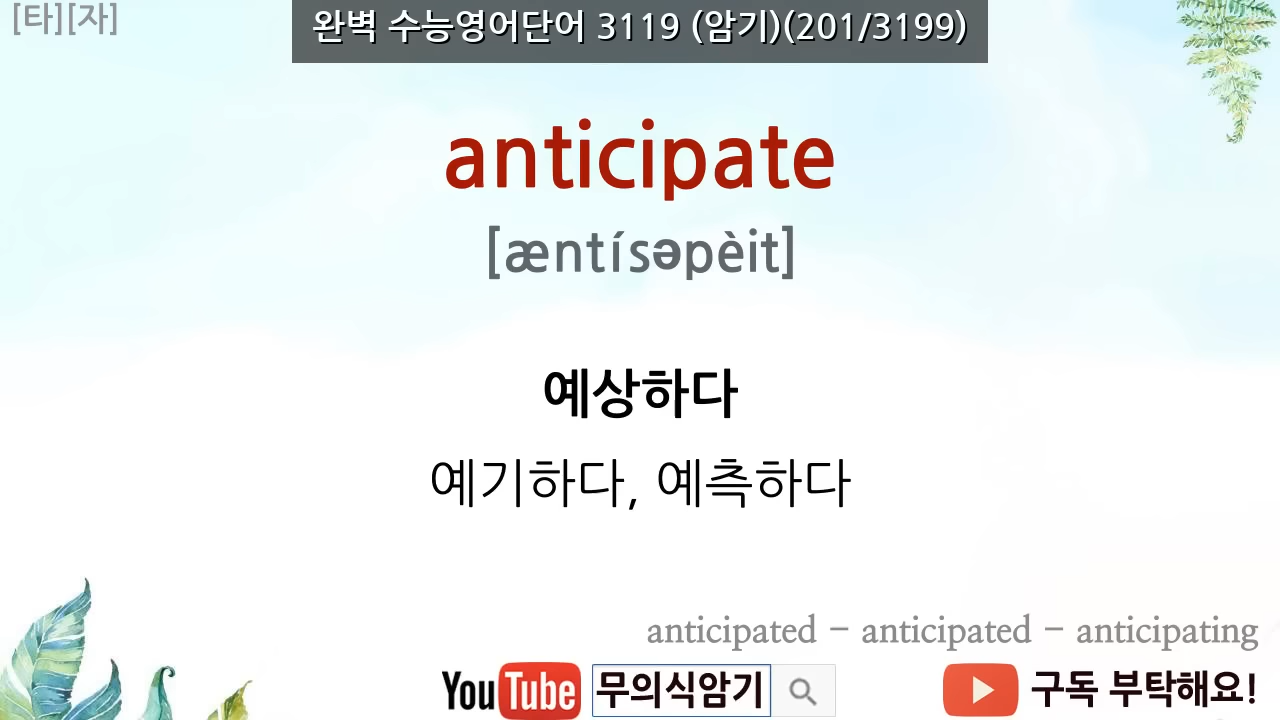 [타][자]
완벽 수능영어단어 3119 (암기)(201/3199)
anticipate
[æntísəpèit]
예상하다
예기하다, 예측하다
anticipated - anticipated - anticipating
YouTube 무의식암기
구독 부탁해요!